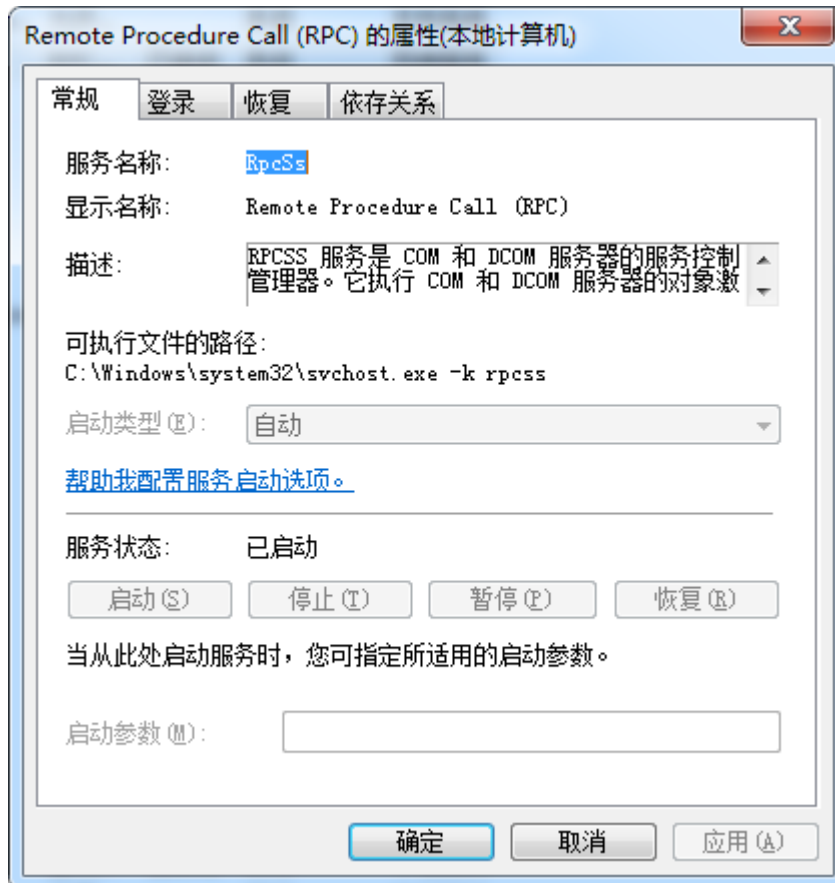 Remote Procedure Call (RPC) 的属性(本地计算机)
常规 登录 恢复 依存关系
服务名称: RpcSs
显示名称: Remote Procedure Call (RPC)
描述: RPCSS 服务是 COM 和 DCOM 服务器的服务控制
管理器。它执行 COM 和 DCOM 服务器的对象激
可执行文件的路径:
C:\Windows\system32\svchost.exe -k rpcss
启动类型(E): 自动
帮助我配置服务启动选项。
服务状态: 已启动
启动(S) 停止(T) 暂停(P) 恢复(R)
当从此处启动服务时，您可指定所适用的启动参数。
启动参数(M):
确定 取消 应用(A)